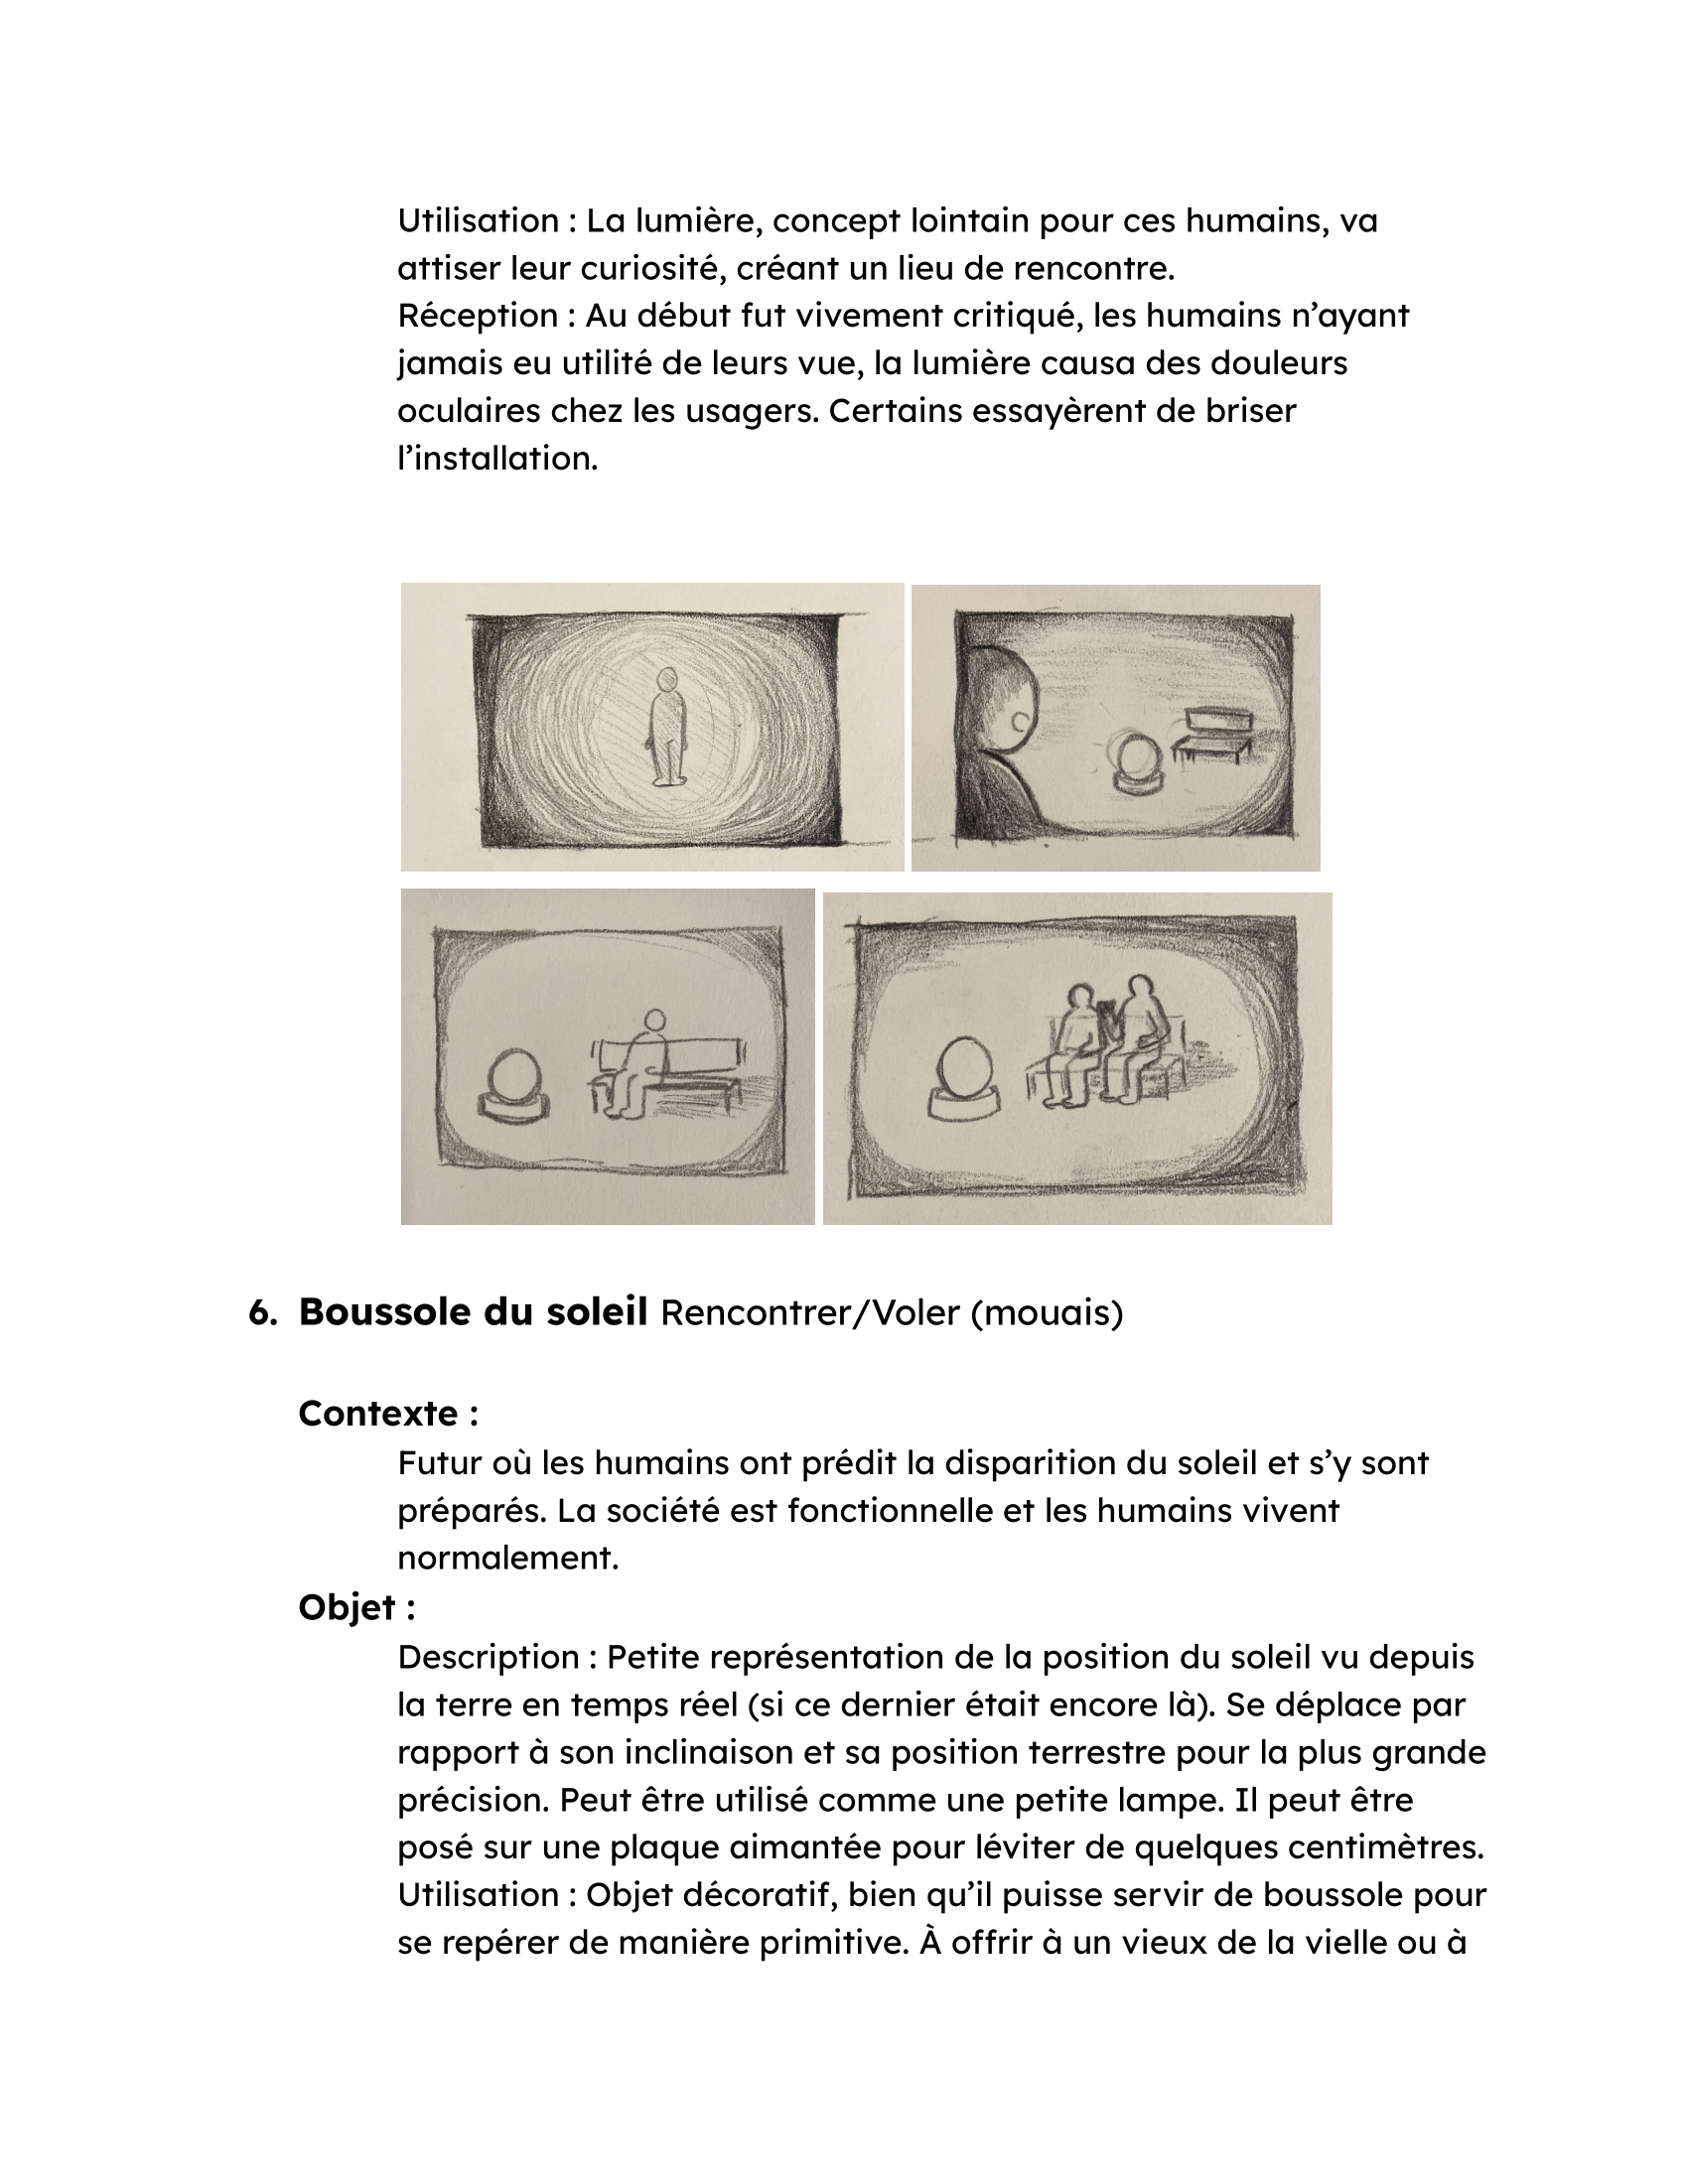 Utilisation : La lumière, concept lointain pour ces humains, va
attiser leur curiosité, créant un lieu de rencontre.
Réception : Au début fut vivement critiqué, les humains n’ayant
jamais eu utilité de leurs vue, la lumière causa des douleurs
oculaires chez les usagers. Certains essayèrent de briser
l’installation.
6. Boussole du soleil Rencontrer/Voler (mouais)
Contexte :
Futur où les humains ont prédit la disparition du soleil et s’y sont
préparés. La société est fonctionnelle et les humains vivent
normalement.
Objet :
Description : Petite représentation de la position du soleil vu depuis
la terre en temps réel (si ce dernier était encore là). Se déplace par
rapport à son inclinaison et sa position terrestre pour la plus grande
précision. Peut être utilisé comme une petite lampe. Il peut être
posé sur une plaque aimantée pour léviter de quelques centimètres.
Utilisation : Objet décoratif, bien qu’il puisse servir de boussole pour
se repérer de manière primitive. À offrir à un vieux de la vielle ou à